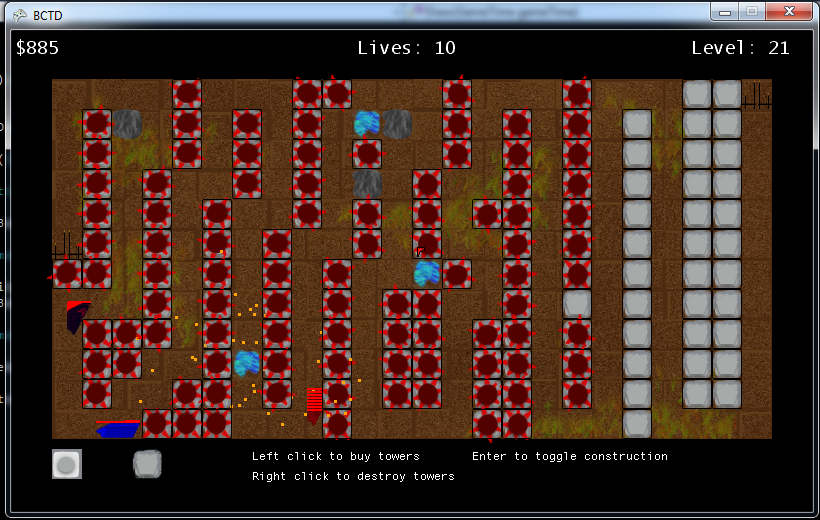 BCTD
$885
Lives: 10
Level: 21
Left click to buy towers
Enter to toggle construction
Right click to destroy towers